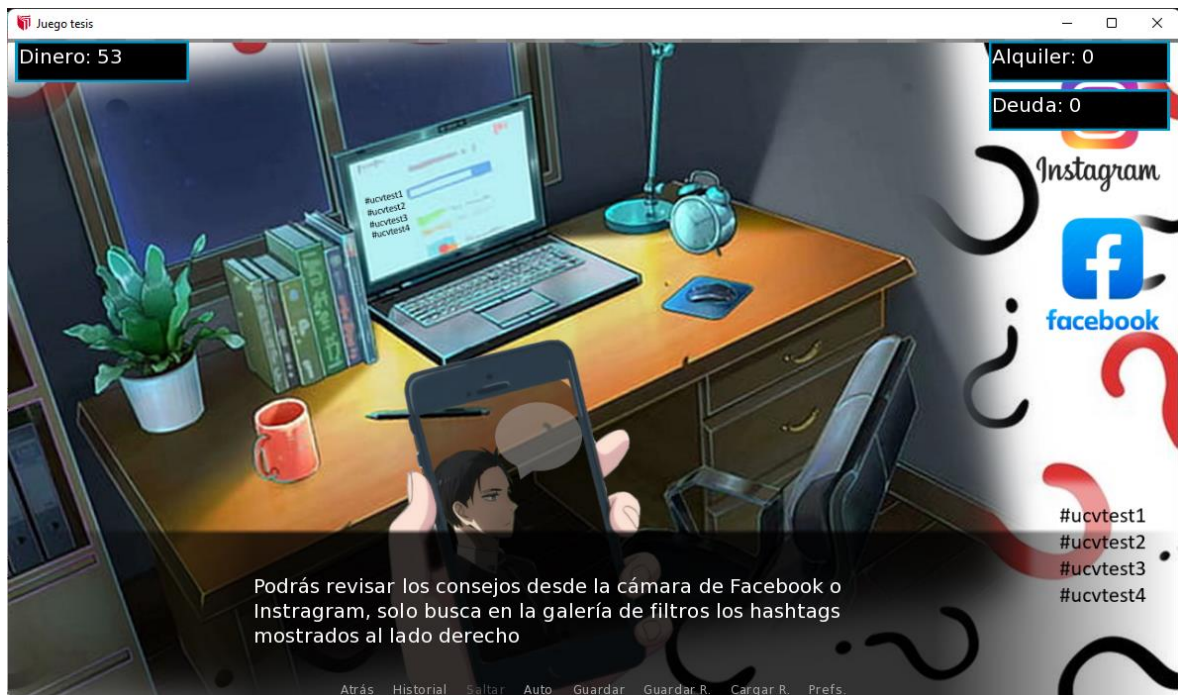 Juego tesis
Dinero: 53
Alquiler: 0
Deuda: 0
Instagram
facebook
#ucvtest1
#ucvtest2
#ucvtest3
#ucvtest4
#ucvtest1
#ucvtest2
#ucvtest3
#ucvtest4
Podrás revisar los consejos desde la cámara de Facebook o
Instragram, solo busca en la galería de filtros los hashtags
mostrados al lado derecho
Atrás Historial Saltar Auto Guardar Guardar R. Cargar R. Prefs.